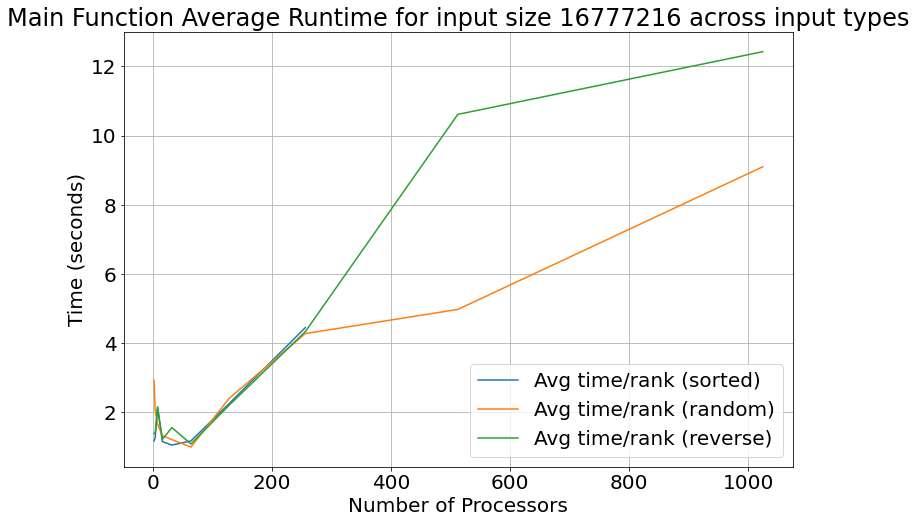 Main Function Average Runtime for input size 16777216 across input types
Time (seconds)
12
10
8
6
4
2
Avg time/rank (sorted)
Avg time/rank (random)
Avg time/rank (reverse)
0 200 400 600 800 1000
Number of Processors